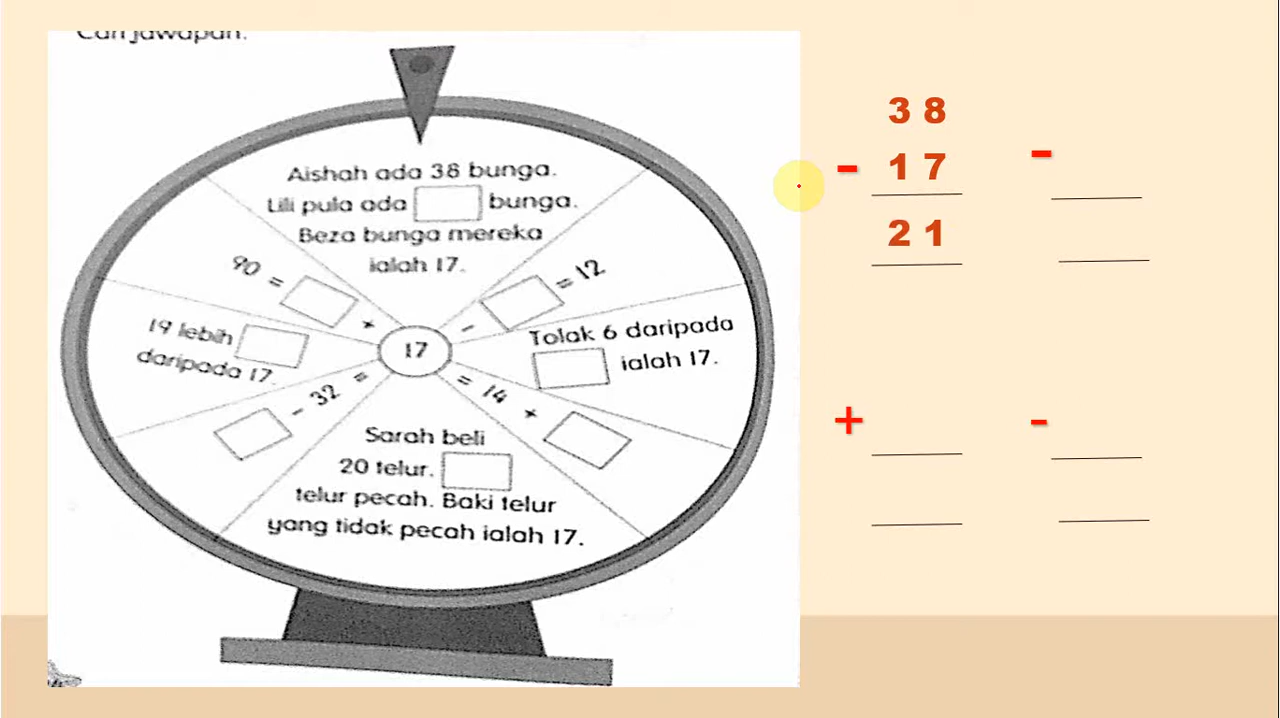 Cari jawapan.
Aishah ada 38 bunga.
Lili pula ada bunga.
Beza bunga mereka
ialah 17.
- = 12
Tolak 6 daripada
ialah 17.
= 14 +
Sarah beli
20 telur.
telur pecah. Baki telur
yang tidak pecah ialah 17.
- 32 =
19 lebih
daripada 17.
90 = +
17
3 8
- 1 7
2 1
-
+
-